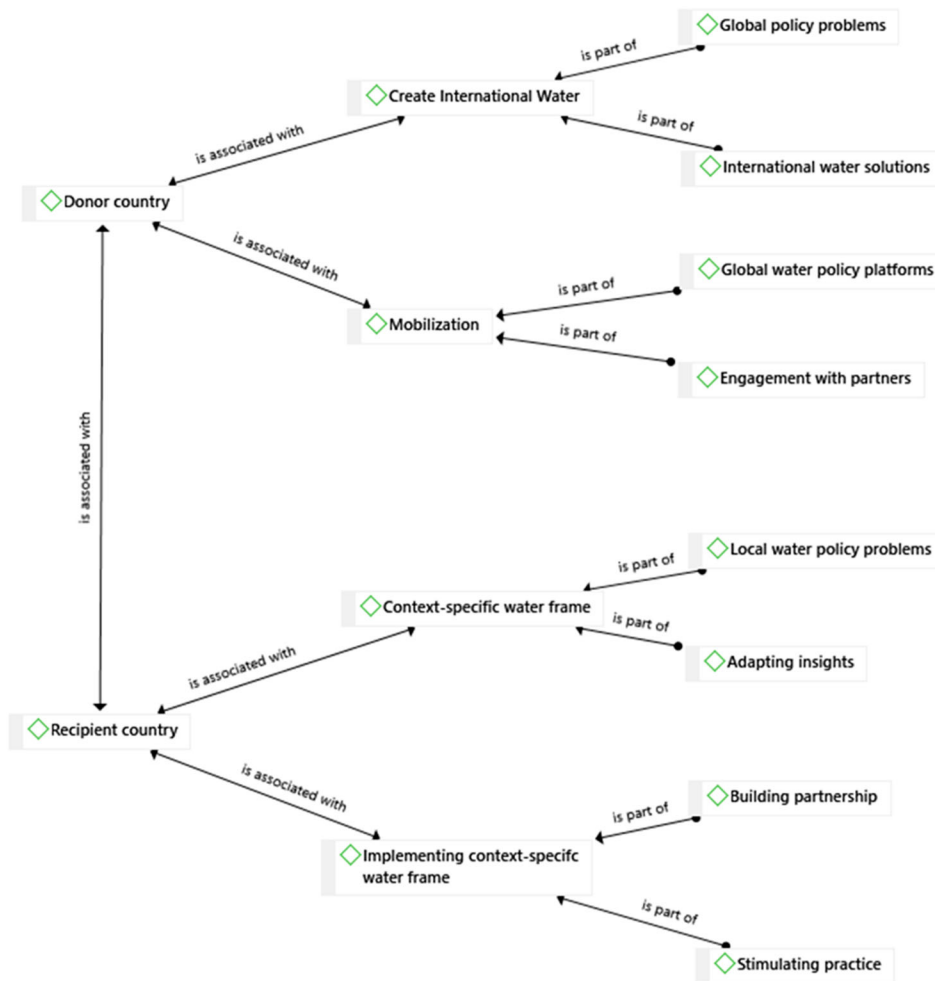 Global policy problems
is part of
Create International Water
is part of
is associated with
International water solutions
Donor country
is associated with
Global water policy platforms
is part of
Mobilization
is part of
Engagement with partners
is associated with
Local water policy problems
is part of
Context-specific water frame
is part of
is associated with
Adapting insights
Recipient country
is associated with
Building partnership
is part of
Implementing context-specifc
water frame
is part of
Stimulating practice